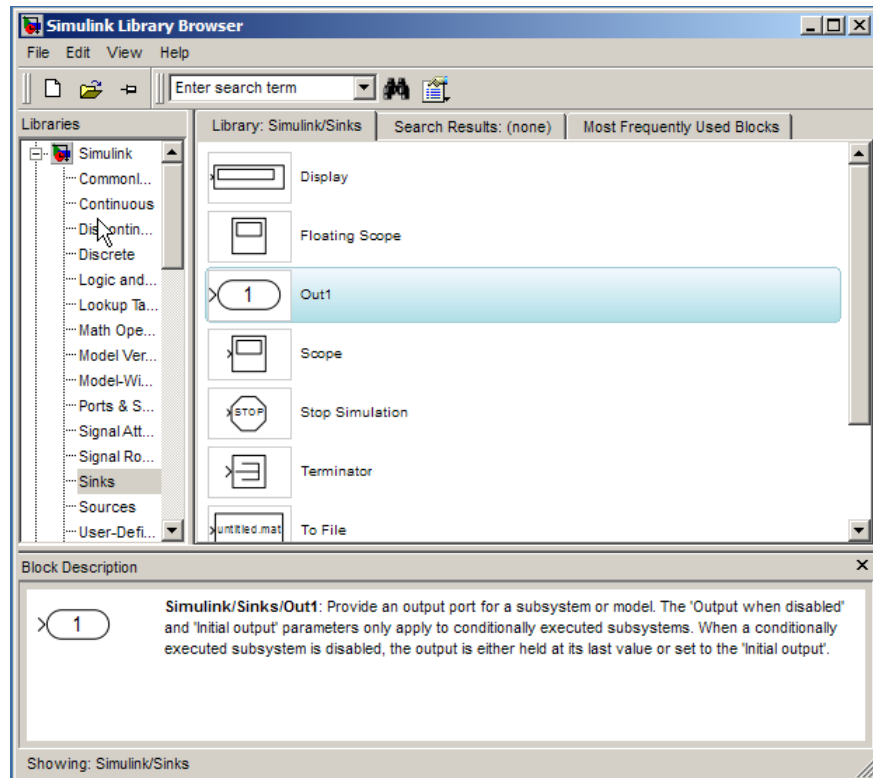 Simulink Library Browser
File Edit View Help
Enter search term
Libraries
Library: Simulink/Sinks
Search Results: (none)
Most Frequently Used Blocks
Simulink
Commonl...
Continuous
Discontin...
Discrete
Logic and...
Lookup Ta...
Math Ope...
Model Ver...
Model-Wi...
Ports & S...
Signal Att...
Signal Ro...
Sinks
Sources
User-Defi...
Display
Floating Scope
1
Out1
Scope
STOP
Stop Simulation
Terminator
untitled.mat
To File
Block Description
1
Simulink/Sinks/Out1: Provide an output port for a subsystem or model. The 'Output when disabled'
and 'Initial output' parameters only apply to conditionally executed subsystems. When a conditionally
executed subsystem is disabled, the output is either held at its last value or set to the 'Initial output'.
Showing: Simulink/Sinks